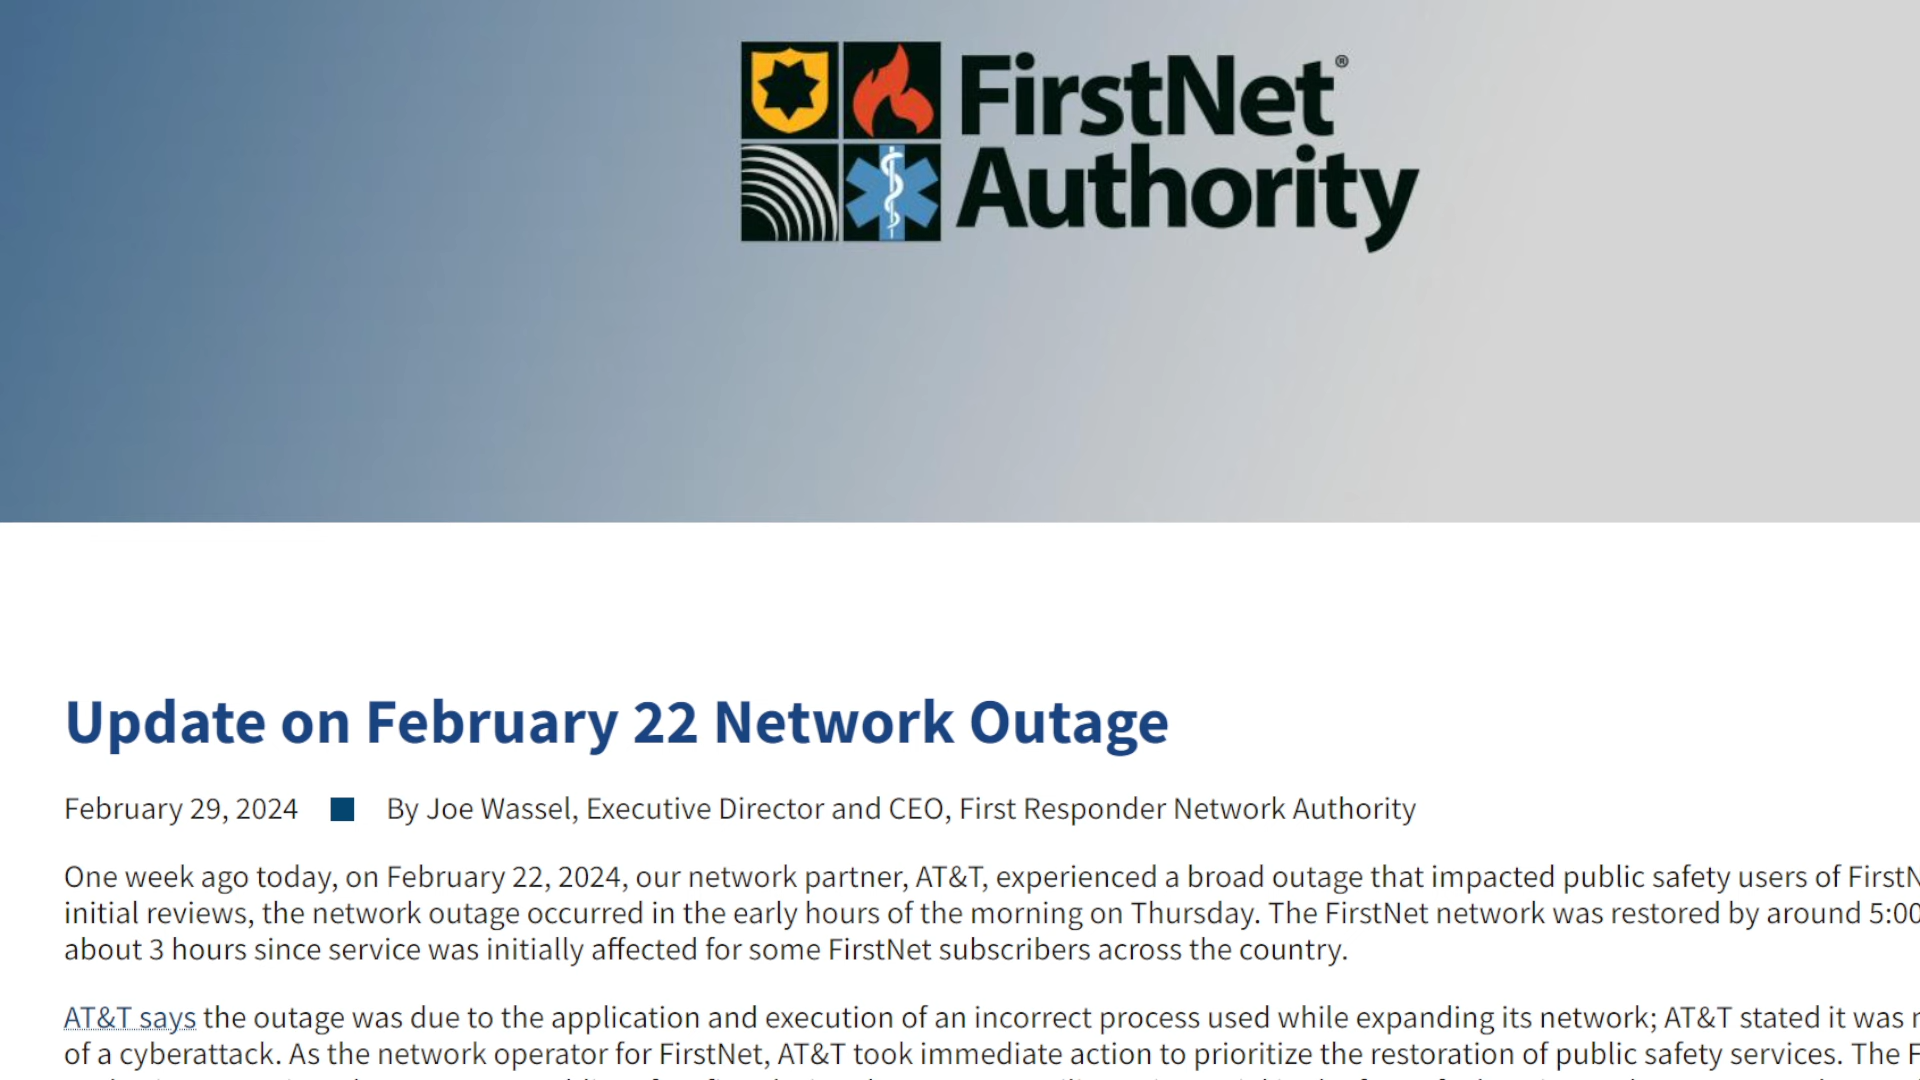 FirstNet®
Authority
Update on February 22 Network Outage
February 29, 2024 By Joe Wassel, Executive Director and CEO, First Responder Network Authority
One week ago today, on February 22, 2024, our network partner, AT&T, experienced a broad outage that impacted public safety users of FirstN
initial reviews, the network outage occurred in the early hours of the morning on Thursday. The FirstNet network was restored by around 5:00
about 3 hours since service was initially affected for some FirstNet subscribers across the country.
AT&T says the outage was due to the application and execution of an incorrect process used while expanding its network; AT&T stated it was
of a cyberattack. As the network operator for FirstNet, AT&T took immediate action to prioritize the restoration of public safety services. The F